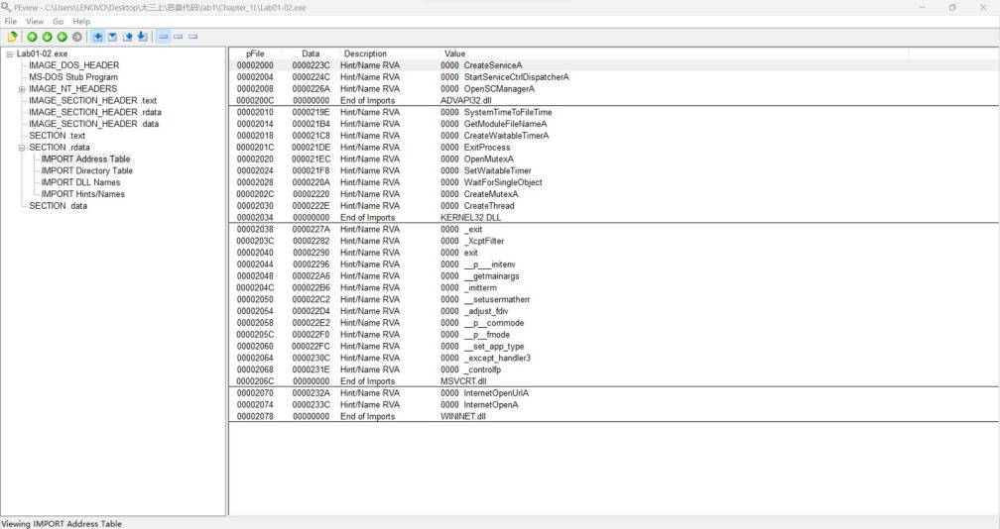 PEview - C:\Users\LENOVO\Desktop\大三上\恶意代码\lab1\Chapter_1L\Lab01-02.exe
File View Go Help
Lab01-02.exe
IMAGE_DOS_HEADER
MS-DOS Stub Program
IMAGE_NT_HEADERS
IMAGE_SECTION_HEADER .text
IMAGE_SECTION_HEADER .rdata
IMAGE_SECTION_HEADER .data
SECTION .text
SECTION .rdata
IMPORT Address Table
IMPORT Directory Table
IMPORT DLL Names
IMPORT Hints/Names
SECTION .data
pFile Data Description Value
00002000 0000223C Hint/Name RVA 0000 CreateServiceA
00002004 0000224C Hint/Name RVA 0000 StartServiceCtrlDispatcherA
00002008 0000226A Hint/Name RVA 0000 OpenSCManagerA
0000200C 00000000 End of Imports ADVAPI32.dll
00002010 0000219E Hint/Name RVA 0000 SystemTimeToFileTime
00002014 000021B4 Hint/Name RVA 0000 GetModuleFileNameA
00002018 000021C8 Hint/Name RVA 0000 CreateWaitableTimerA
0000201C 000021DE Hint/Name RVA 0000 ExitProcess
00002020 000021EC Hint/Name RVA 0000 OpenMutexA
00002024 000021F8 Hint/Name RVA 0000 SetWaitableTimer
00002028 0000220A Hint/Name RVA 0000 WaitForSingleObject
0000202C 00002220 Hint/Name RVA 0000 CreateMutexA
00002030 0000222E Hint/Name RVA 0000 CreateThread
00002034 00000000 End of Imports KERNEL32.DLL
00002038 0000227A Hint/Name RVA 0000 _exit
0000203C 00002282 Hint/Name RVA 0000 _XcptFilter
00002040 00002290 Hint/Name RVA 0000 exit
00002044 00002296 Hint/Name RVA 0000 __p___initenv
00002048 000022A6 Hint/Name RVA 0000 __getmainargs
0000204C 000022B6 Hint/Name RVA 0000 _initterm
00002050 000022C2 Hint/Name RVA 0000 __setusermatherr
00002054 000022D4 Hint/Name RVA 0000 _adjust_fdiv
00002058 000022E2 Hint/Name RVA 0000 __p__commode
0000205C 000022F0 Hint/Name RVA 0000 __p__fmode
00002060 000022FC Hint/Name RVA 0000 __set_app_type
00002064 0000230C Hint/Name RVA 0000 _except_handler3
00002068 0000231E Hint/Name RVA 0000 _controlfp
0000206C 00000000 End of Imports MSVCRT.dll
00002070 0000232A Hint/Name RVA 0000 InternetOpenUrlA
00002074 0000233C Hint/Name RVA 0000 InternetOpenA
00002078 00000000 End of Imports WININET.dll
Viewing IMPORT Address Table